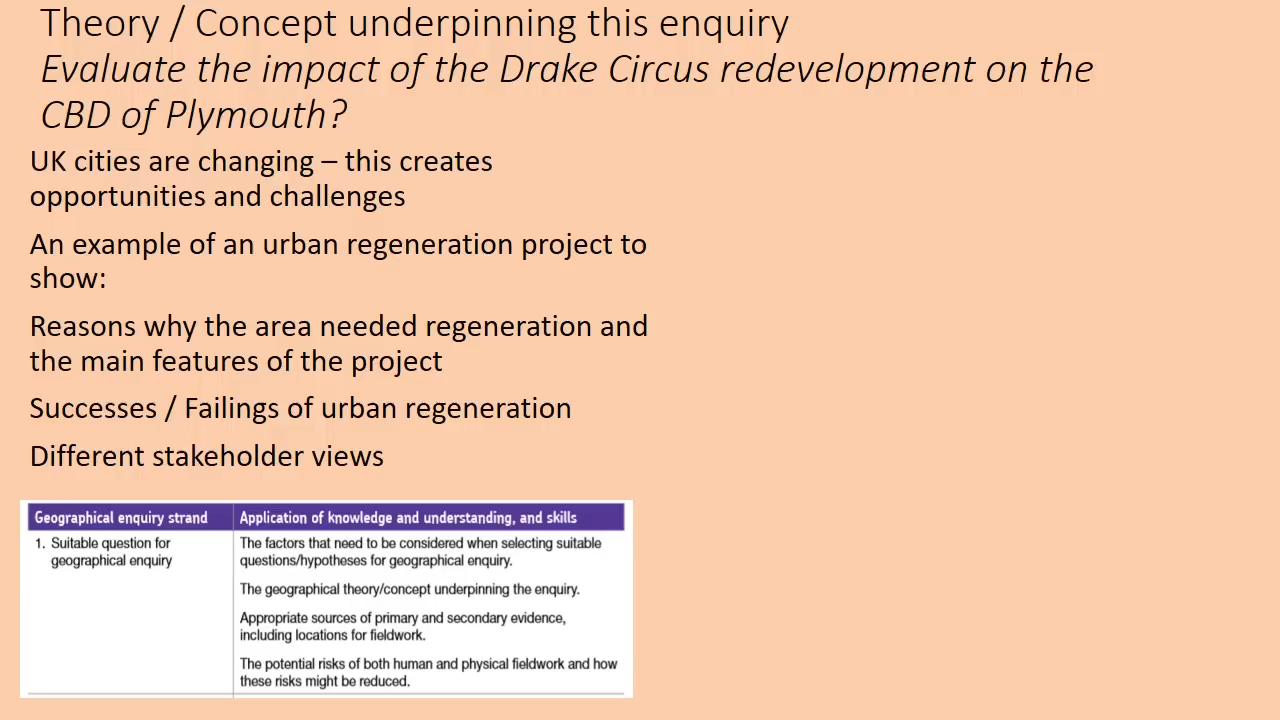 Theory / Concept underpinning this enquiry
Evaluate the impact of the Drake Circus redevelopment on the
CBD of Plymouth?
UK cities are changing – this creates
opportunities and challenges
An example of an urban regeneration project to
show:
Reasons why the area needed regeneration and
the main features of the project
Successes / Failings of urban regeneration
Different stakeholder views
Geographical enquiry strand
Application of knowledge and understanding, and skills
1. Suitable question for
geographical enquiry
The factors that need to be considered when selecting suitable
questions/hypotheses for geographical enquiry.
The geographical theory/concept underpinning the enquiry.
Appropriate sources of primary and secondary evidence,
including locations for fieldwork.
The potential risks of both human and physical fieldwork and how
these risks might be reduced.